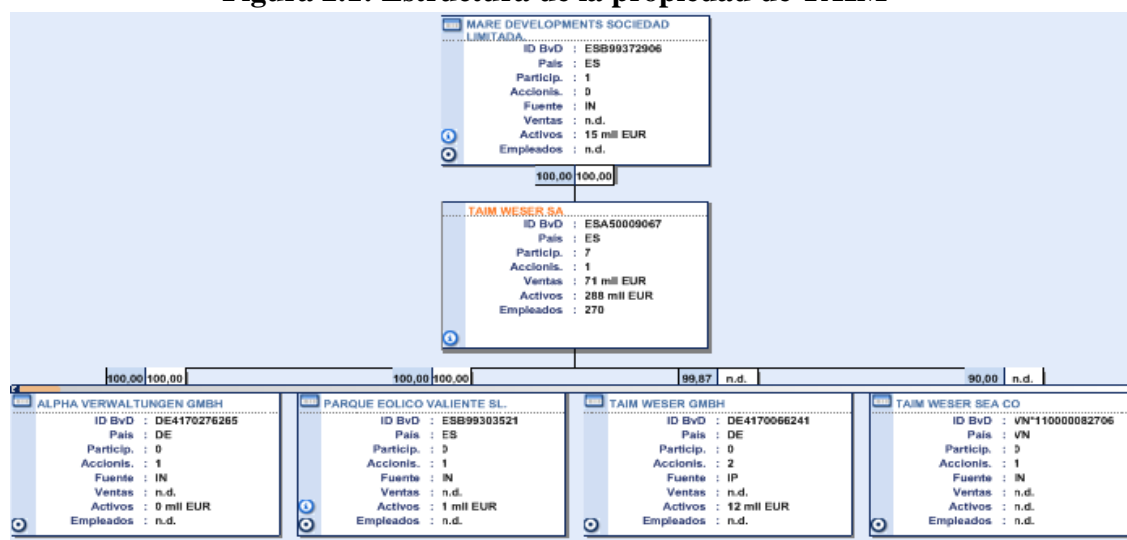 Figura 2.1. Estructura de la propiedad de TAIM
MARE DEVELOPMENTS SOCIEDAD
LIMITADA
ID BvD : ESB99372906
País : ES
Particip. : 1
Accionis. : 0
Fuente : IN
Ventas : n.d.
Activos : 15 mil EUR
Empleados : n.d.
100,00 100,00
TAIM WESER SA
ID BvD : ESA50009067
País : ES
Particip. : 7
Accionis. : 1
Ventas : 71 mil EUR
Activos : 288 mil EUR
Empleados : 270
100,00 100,00
ALPHA VERWALTUNGEN GMBH
ID BvD : DE4170276265
País : DE
Particip. : 0
Accionis. : 1
Fuente : IN
Ventas : n.d.
Activos : 0 mil EUR
Empleados : n.d.
100,00 100,00
PARQUE EOLICO VALIENTE SL.
ID BvD : ESB99303521
País : ES
Particip. : 0
Accionis. : 1
Fuente : IN
Ventas : n.d.
Activos : 1 mil EUR
Empleados : n.d.
99,87 n.d.
TAIM WESER GMBH
ID BvD : DE4170066241
País : DE
Particip. : 0
Accionis. : 2
Fuente : IP
Ventas : n.d.
Activos : 12 mil EUR
Empleados : n.d.
90,00 n.d.
TAIM WESER SEA CO
ID BvD : VN*110000082706
País : VN
Particip. : 0
Accionis. : 1
Fuente : IN
Ventas : n.d.
Activos : n.d.
Empleados : n.d.